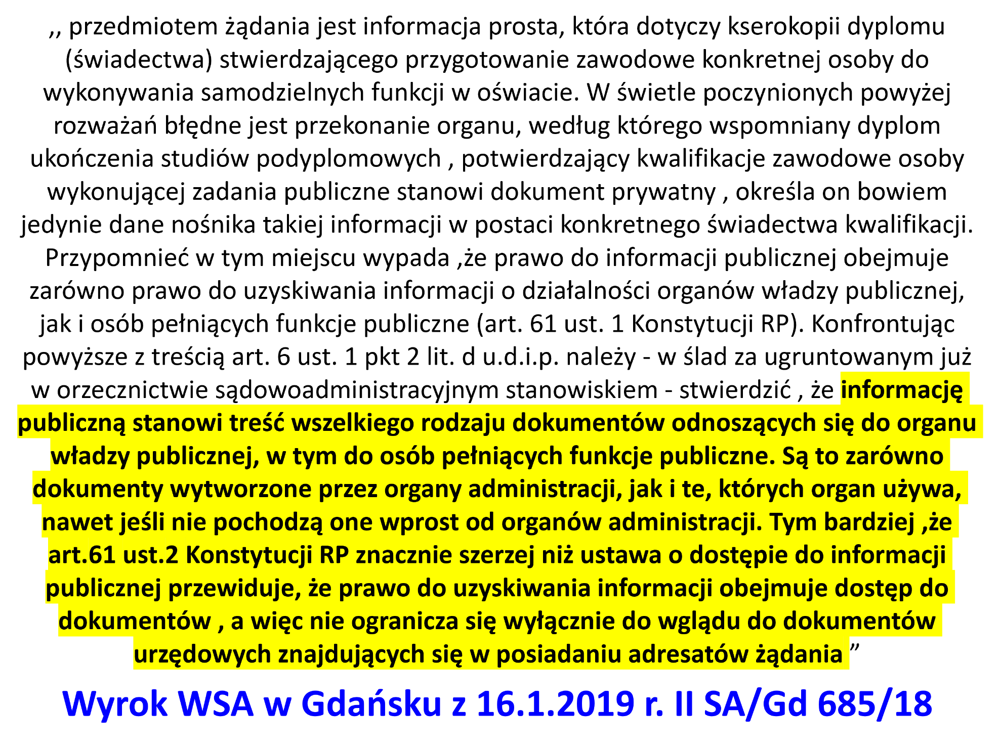 ,, przedmiotem żądania jest informacja prosta, która dotyczy kserokopii dyplomu
(świadectwa) stwierdzającego przygotowanie zawodowe konkretnej osoby do
wykonywania samodzielnych funkcji w oświacie. W świetle poczynionych powyżej
rozważań błędne jest przekonanie organu, według którego wspomniany dyplom
ukończenia studiów podyplomowych , potwierdzający kwalifikacje zawodowe osoby
wykonującej zadania publiczne stanowi dokument prywatny , określa on bowiem
jedynie dane nośnika takiej informacji w postaci konkretnego świadectwa kwalifikacji.
Przypomnieć w tym miejscu wypada ,że prawo do informacji publicznej obejmuje
zarówno prawo do uzyskiwania informacji o działalności organów władzy publicznej,
jak i osób pełniących funkcje publiczne (art. 61 ust. 1 Konstytucji RP). Konfrontując
powyższe z treścią art. 6 ust. 1 pkt 2 lit. d u.d.i.p. należy - w ślad za ugruntowanym już
w orzecznictwie sądowoadministracyjnym stanowiskiem - stwierdzić , że informację
publiczną stanowi treść wszelkiego rodzaju dokumentów odnoszących się do organu
władzy publicznej, w tym do osób pełniących funkcje publiczne. Są to zarówno
dokumenty wytworzone przez organy administracji, jak i te, których organ używa,
nawet jeśli nie pochodzą one wprost od organów administracji. Tym bardziej ,że
art.61 ust.2 Konstytucji RP znacznie szerzej niż ustawa o dostępie do informacji
publicznej przewiduje, że prawo do uzyskiwania informacji obejmuje dostęp do
dokumentów , a więc nie ogranicza się wyłącznie do wglądu do dokumentów
urzędowych znajdujących się w posiadaniu adresatów żądania ”
Wyrok WSA w Gdańsku z 16.1.2019 r. II SA/Gd 685/18